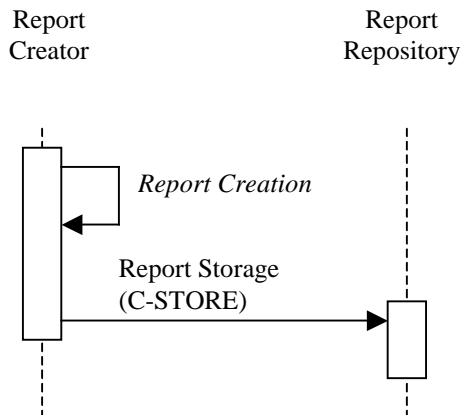 Report
Creator
Report
Repository
Report Creation
Report Storage
(C-STORE)